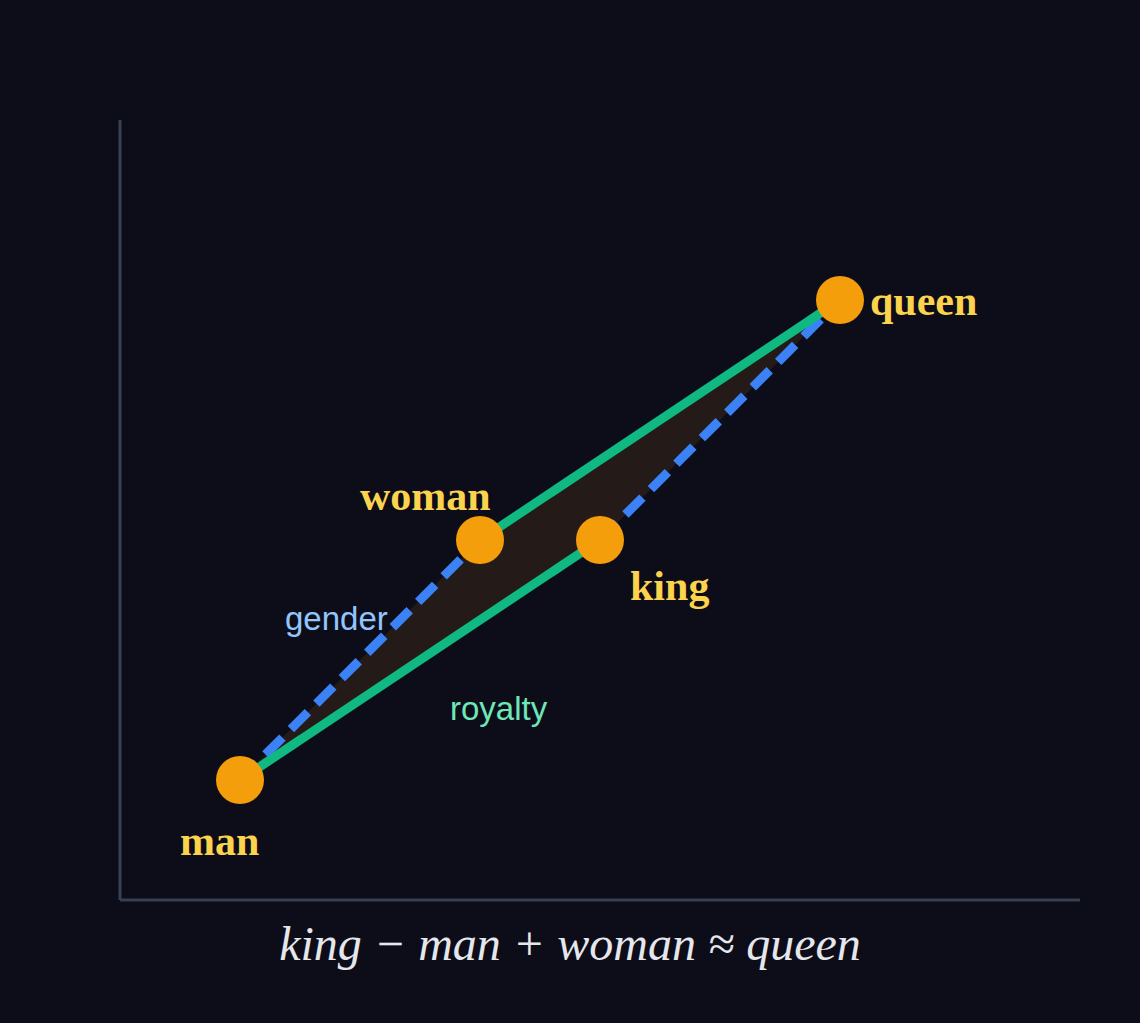 queen
woman
king
gender
royalty
man
king − man + woman ≈ queen